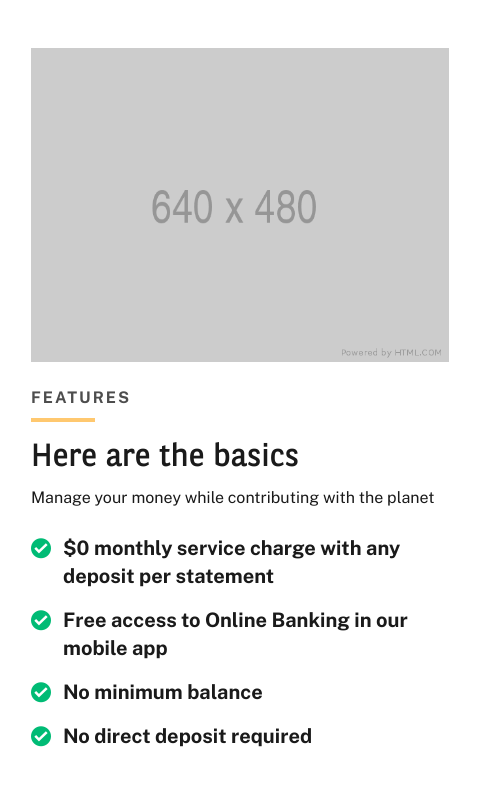 640 x 480
Powered by HTML.COM
FEATURES
Here are the basics
Manage your money while contributing with the planet
$0 monthly service charge with any
deposit per statement
Free access to Online Banking in our
mobile app
No minimum balance
No direct deposit required